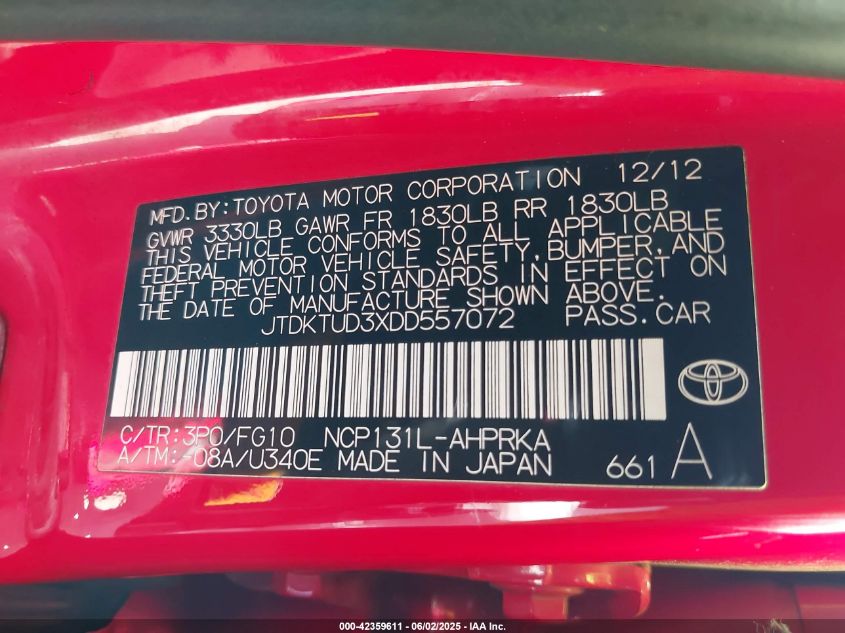 MFD.BY:TOYOTA MOTOR CORPORATION 12/12
GVWR 3330LB GAWR FR 1830LB RR 1830LB
THIS VEHICLE CONFORMS TO ALL APPLICABLE
FEDERAL MOTOR VEHICLE SAFETY,BUMPER,AND
THEFT PREVENTION STANDARDS IN EFFECT ON
THE DATE OF MANUFACTURE SHOWN ABOVE.
JTDKTUD3XDD557072 PASS.CAR
C/TR:3P0/FG10 NCP131L-AHPRKA
A/TM:-08A/U340E MADE IN JAPAN 661 A
000-42359611 - 06/02/2025 - IAA Inc.